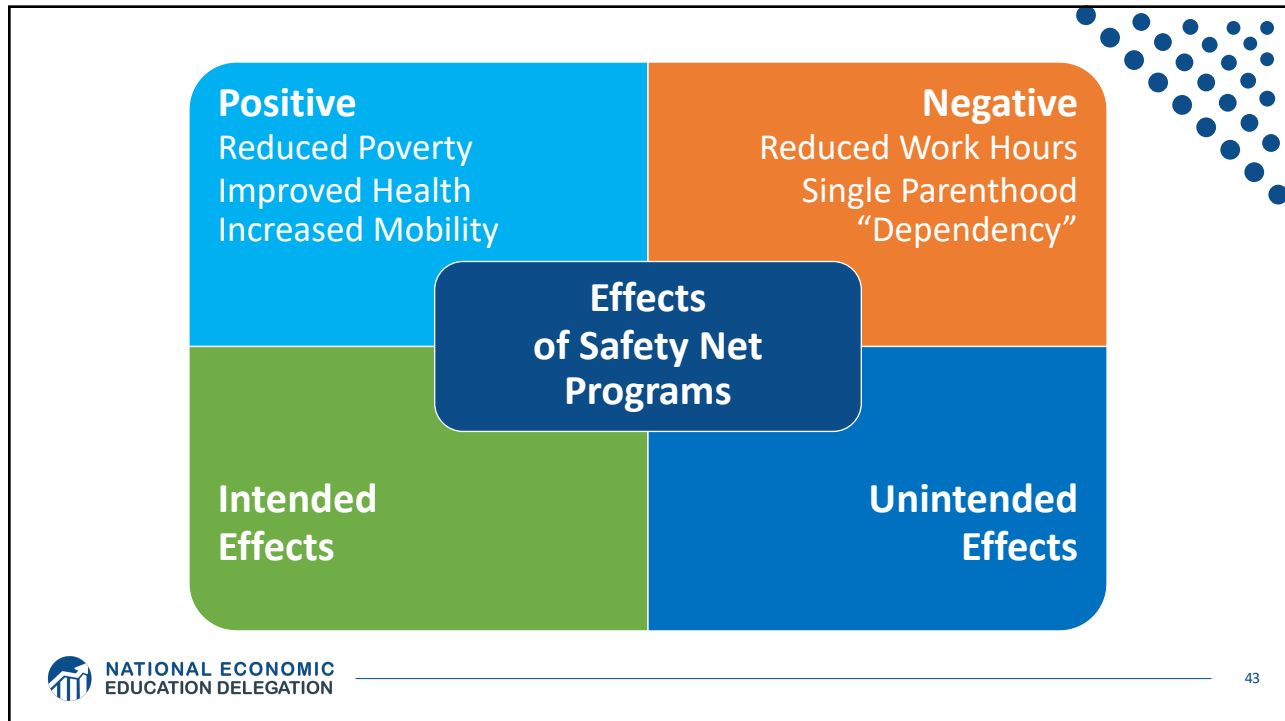 Positive
Reduced Poverty
Improved Health
Increased Mobility
Negative
Reduced Work Hours
Single Parenthood
“Dependency”
Effects
of Safety Net
Programs
Intended
Effects
Unintended
Effects
NATIONAL ECONOMIC
EDUCATION DELEGATION
43